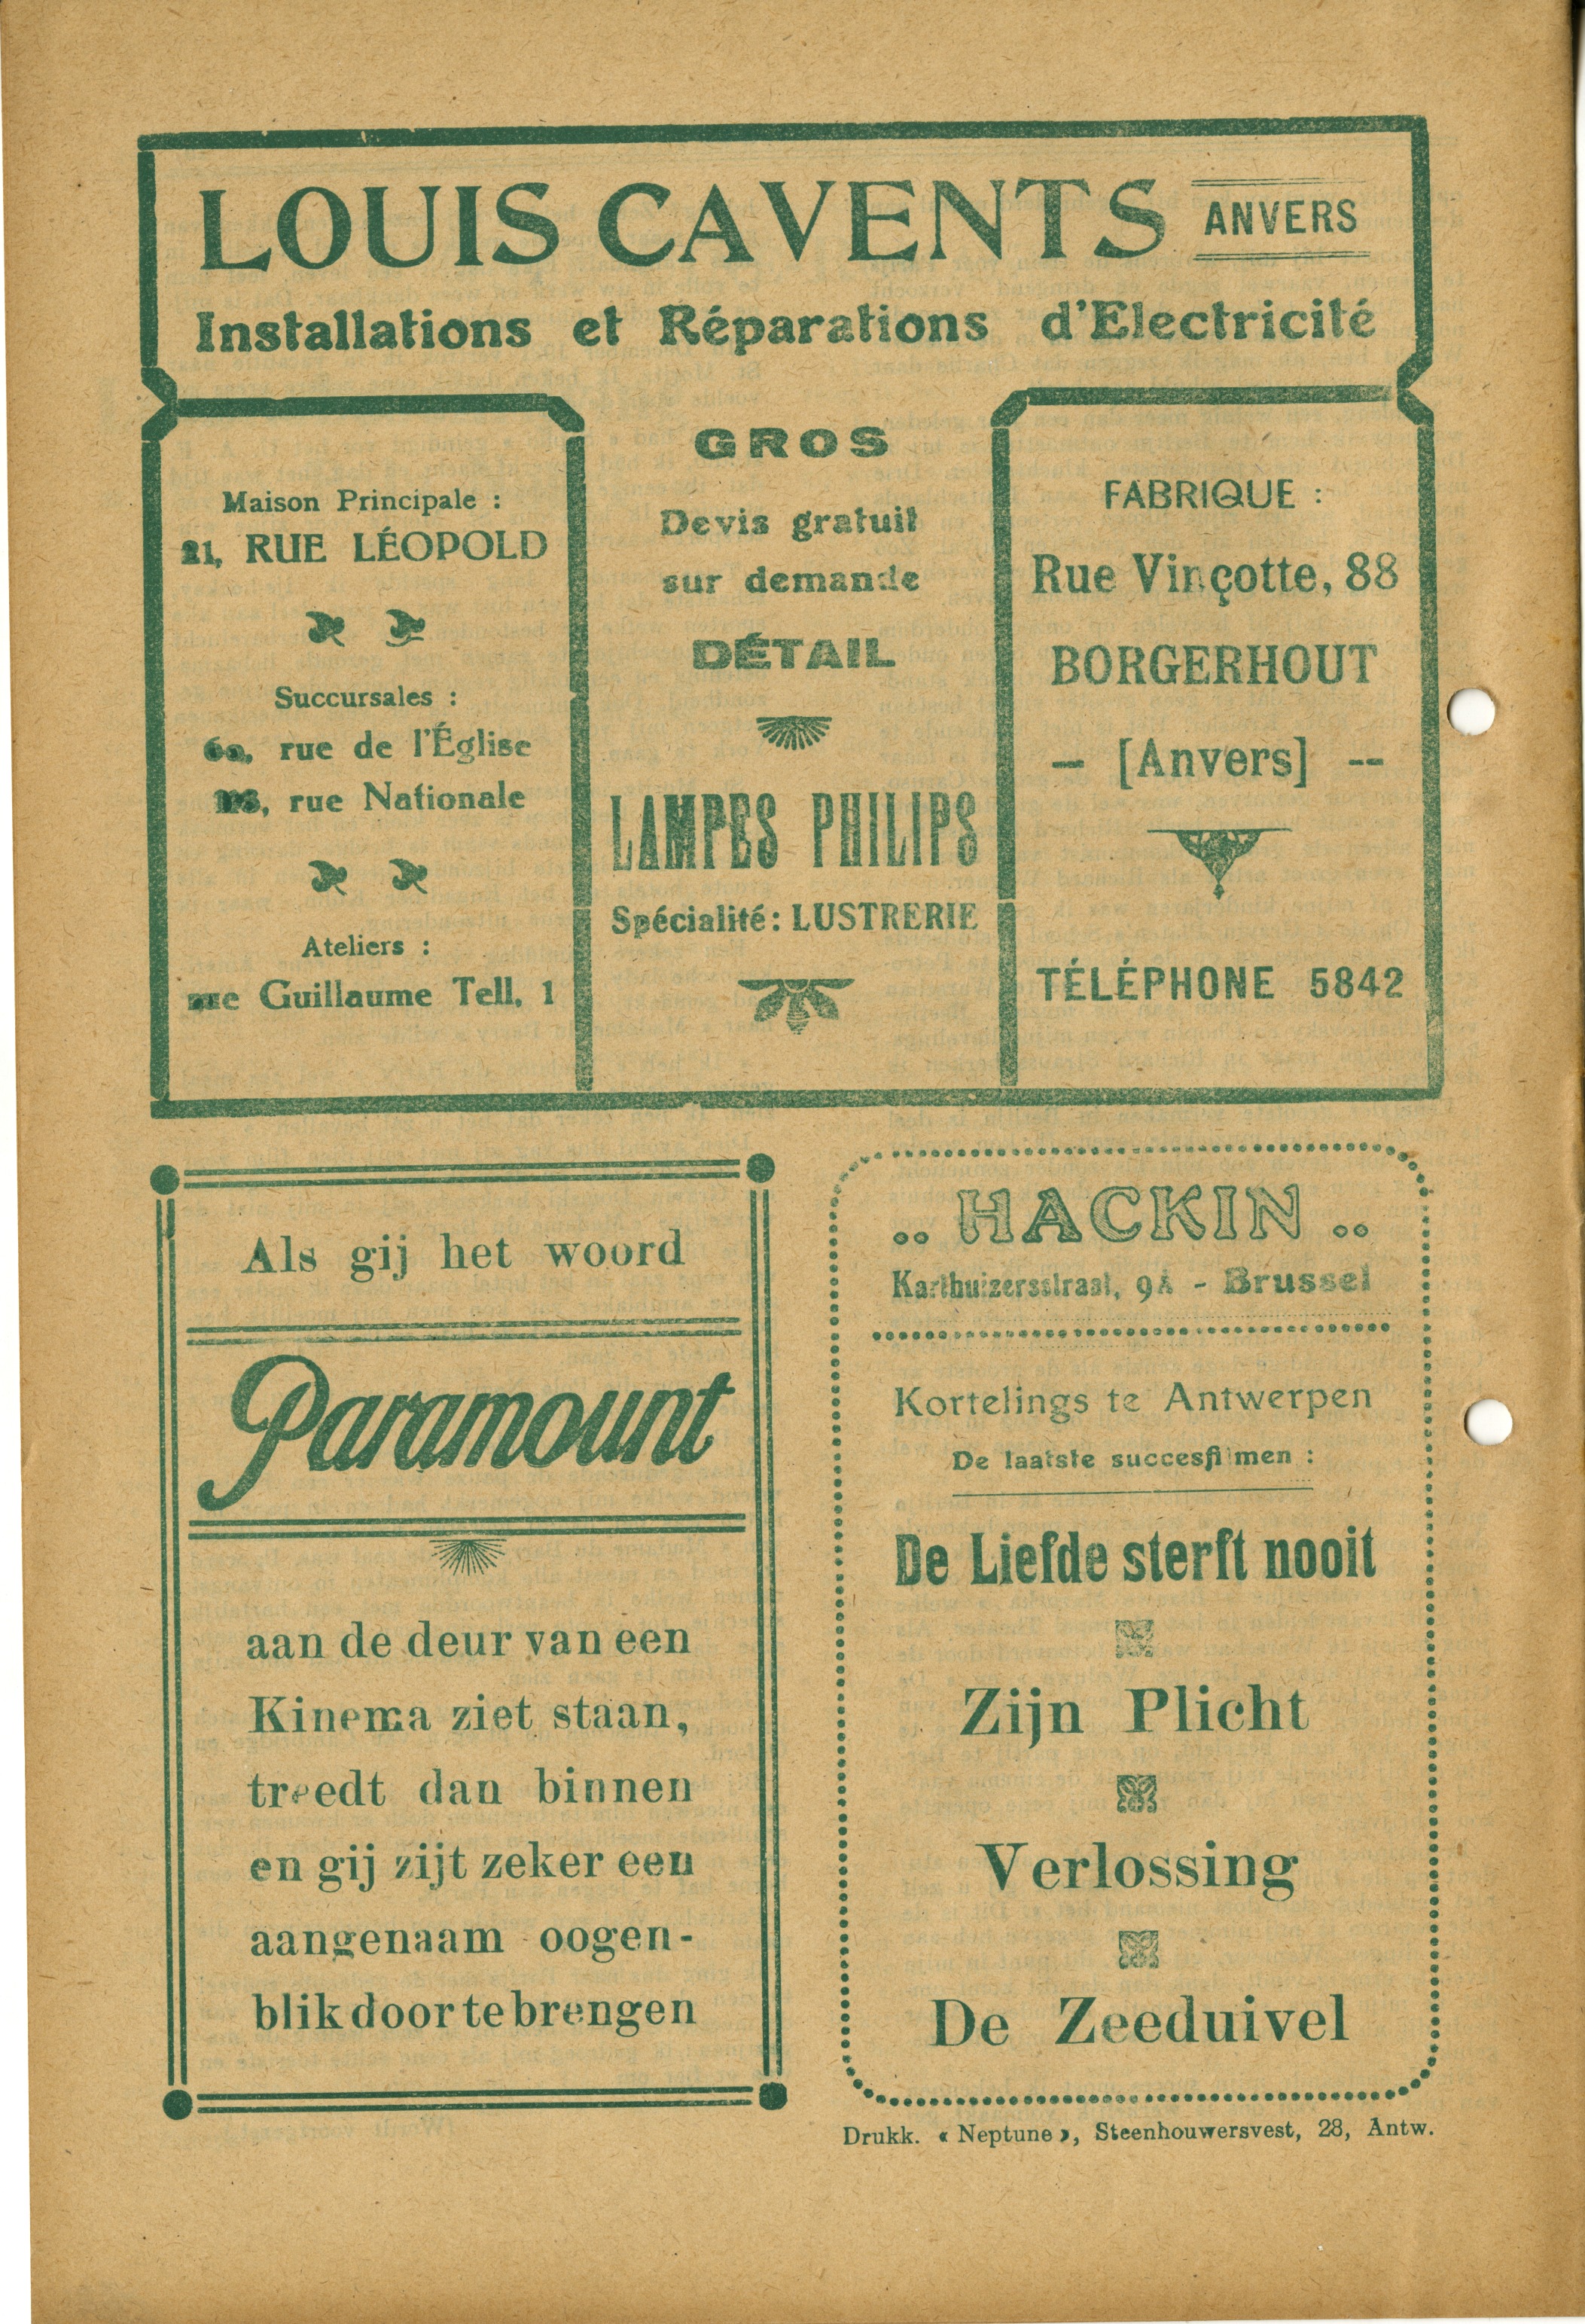 LOUIS CAVENTS ANVERS
Installations et Réparations d'Electricité
Maison Principale :
21, RUE LÉOPOLD
Succursales :
rue de l'Église
rue Nationale
Ateliers :
rue Guillaume Tell, 1
GROS
Devis gratuit
sur demande
DÉTAIL
LAMPES PHILIPS
Spécialité: LUSTRERIE
FABRIQUE :
Rue Vinçotte, 88
BORGERHOUT
— [Anvers] --
TÉLÉPHONE 5842
Als gij het woord
Paramount
aan de deur van een
Kinema ziet staan,
treedt dan binnen
en gij zijt zeker een
aangenaam oogen-
blik door te brengen
.. HACKIN ..
Karthuizersstraat, 9A - Brussel
Kortelings te Antwerpen
De laatste succesfilmen :
De Liefde sterft nooit
Zijn Plicht
Verlossing
De Zeeduivel
Drukk. « Neptune », Steenhouwersvest, 28, Antw.